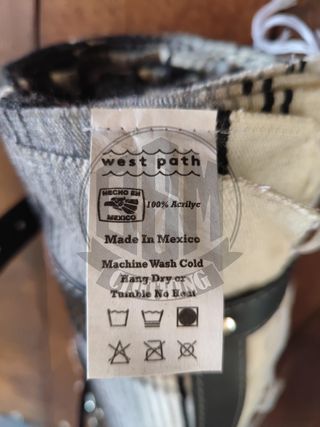 west path
HECHO EN
MEXICO
100% Acrilyc
Made In Mexico
Machine Wash Cold
Hang Dry or
Tumble No Heat
CLOTHING